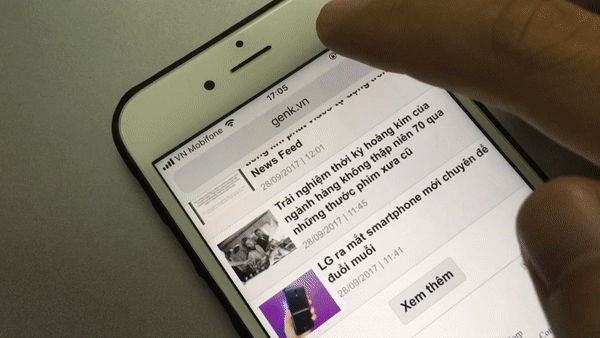 VN Mobifone
17:05
genk.vn
News Feed
28/09/2017 | 12:01
Trải nghiệm thời kỳ hoàng kim của
ngành hàng không thập niên 70 qua
những thước phim xưa cũ
28/09/2017 | 11:45
LG ra mắt smartphone mới chuyên để
đuổi muỗi
28/09/2017 | 11:41
Xem thêm